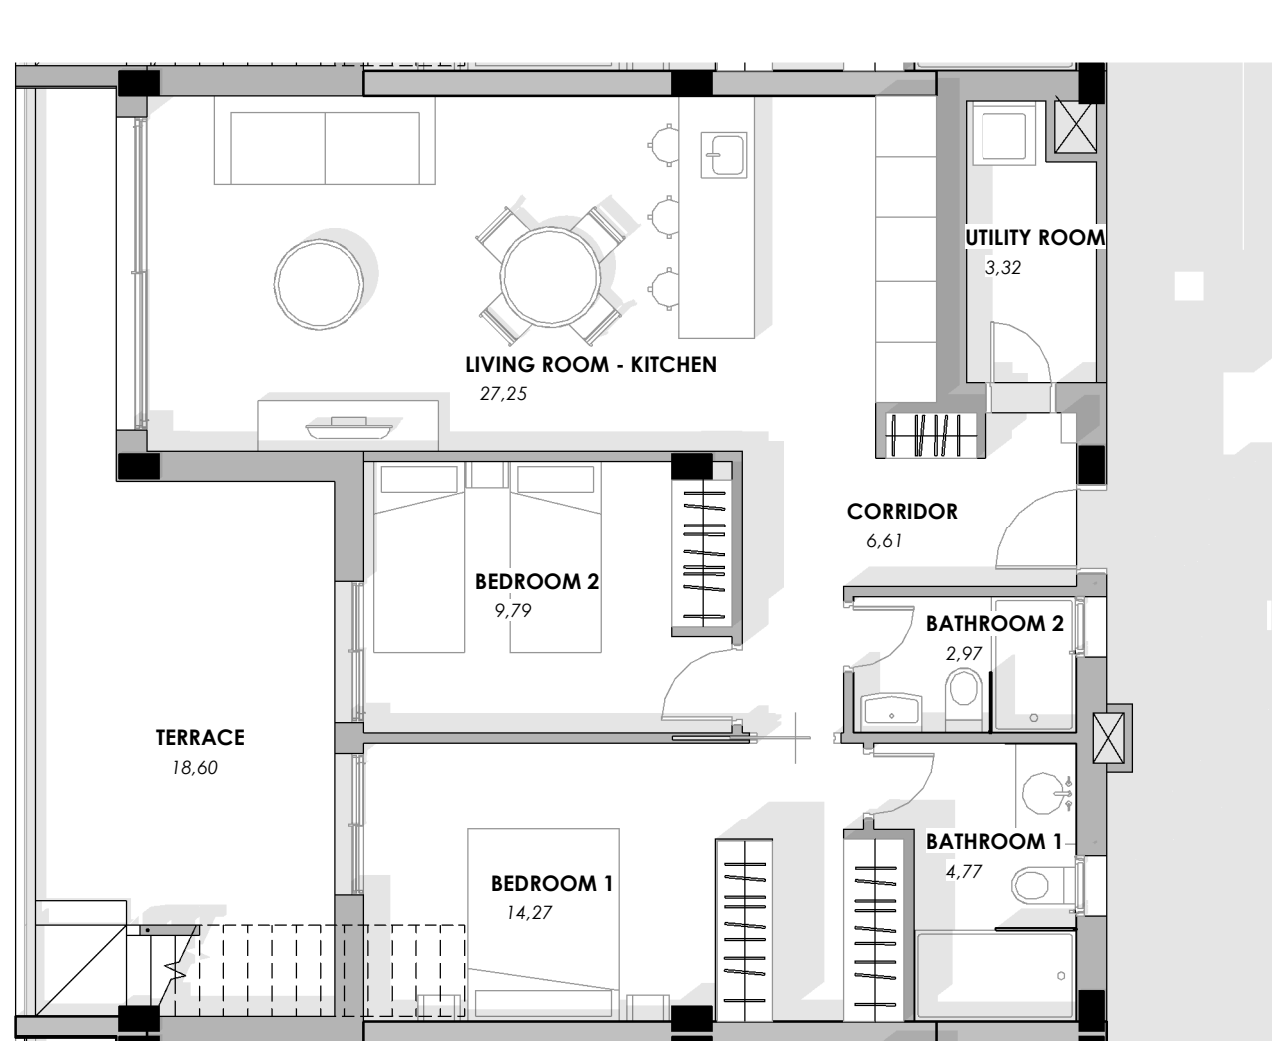 UTILITY ROOM
3,32
LIVING ROOM - KITCHEN
27,25
CORRIDOR
6,61
BEDROOM 2
9,79
BATHROOM 2
2,97
TERRACE
18,60
BATHROOM 1
4,77
BEDROOM 1
14,27